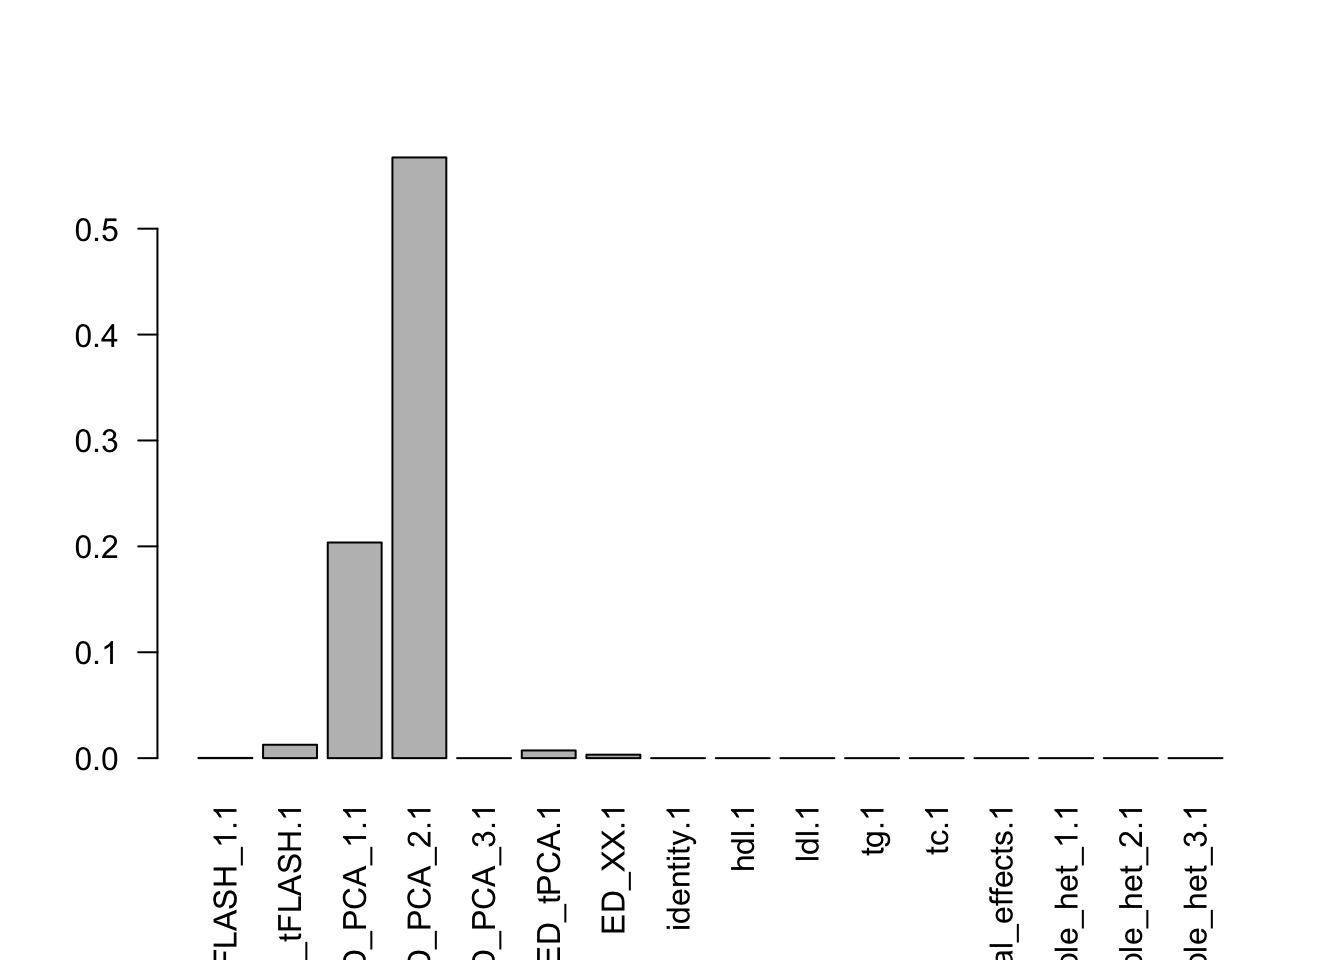 0.5
0.4
0.3
0.2
0.1
0.0
FLASH_1.1
_tFLASH.1
D_PCA_1.1
D_PCA_2.1
D_PCA_3.1
ED_tPCA.1
ED_XX.1
identity.1
hdl.1
ldl.1
tg.1
tc.1
al_effects.1
ple_het_1.1
ple_het_2.1
ple_het_3.1